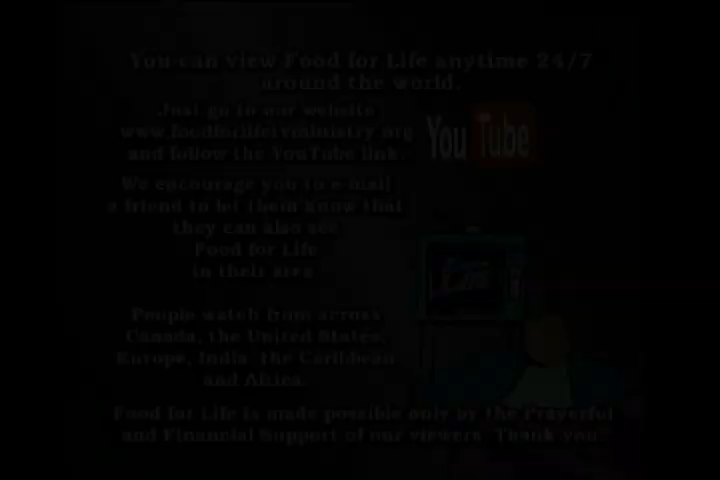 You can view Food for Life anytime 24/7
around the world.
Just go to our website
www.foodforlifetvministry.org
and follow the YouTube link.
YouTube
We encourage you to e-mail
a friend to let them know that
they can also see
Food for Life
in their area
People watch from across
Canada, the United States,
Europe, India, the Caribbean
and Africa.
Food for Life is made possible only by the Prayerful
and Financial Support of our viewers. Thank you.